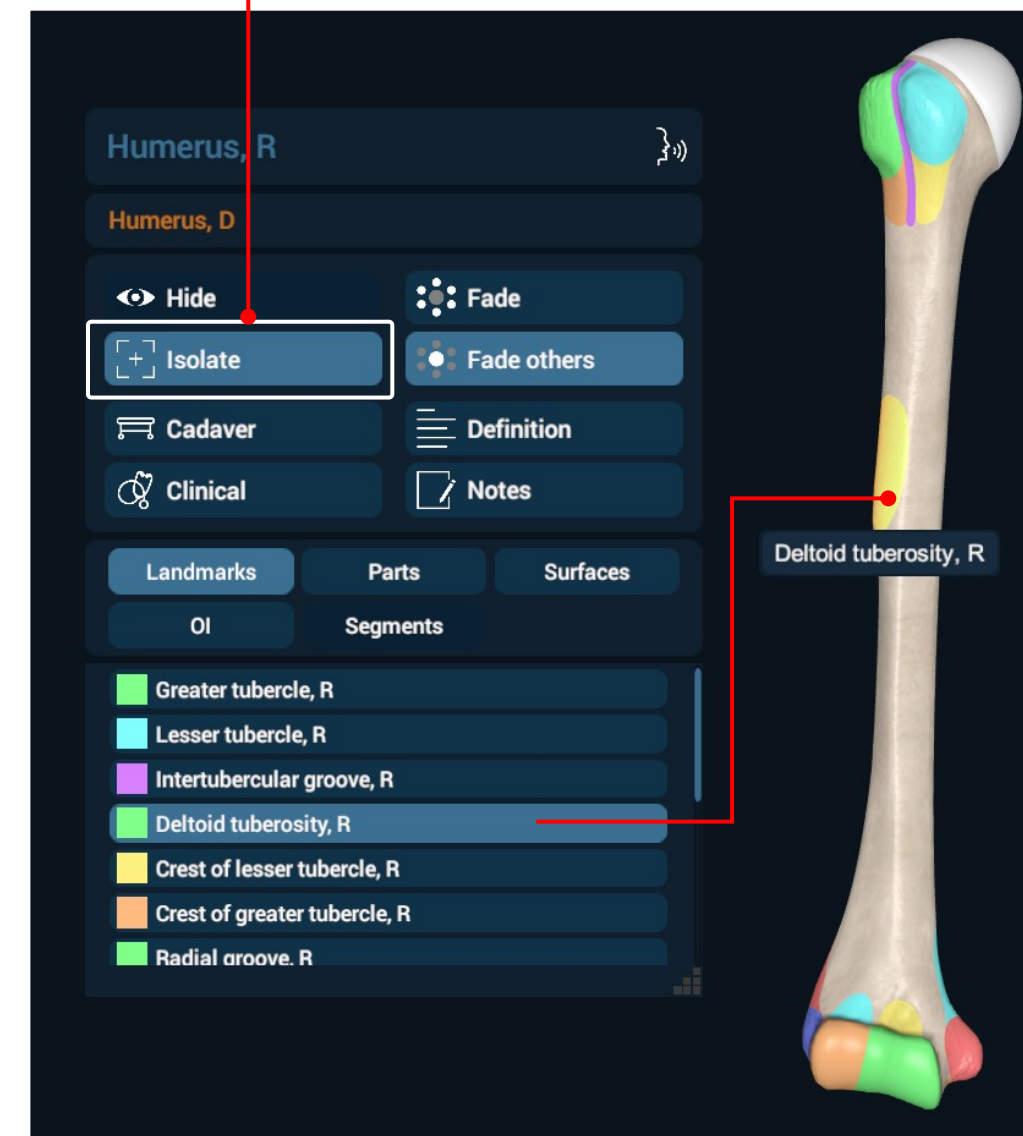 Humerus, R
Humerus, D
Hide
Fade
Isolate
Fade others
Cadaver
Definition
Clinical
Notes
Landmarks
Parts
Surfaces
OI
Segments
Greater tubercle, R
Lesser tubercle, R
Intertubercular groove, R
Deltoid tuberosity, R
Crest of lesser tubercle, R
Crest of greater tubercle, R
Radial groove, R
Deltoid tuberosity, R